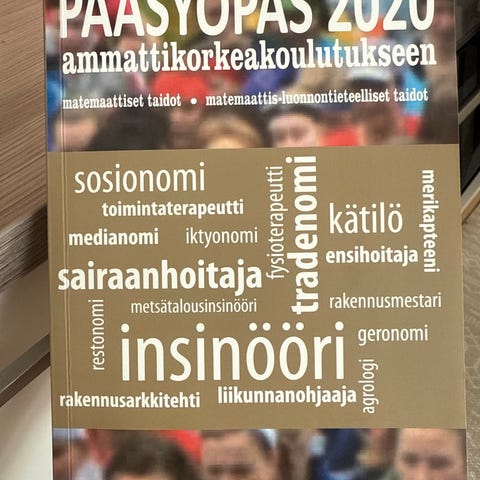 PÄÄSYOPAS 2020
ammattikorkeakoulutukseen
matemaattiset taidot • matemaattis-luonnontieteelliset taidot
sosionomi
toimintaterapeutti
medianomi
iktyonomi
fysioterapeutti
tradenomi
kätilö
merikapteeni
ensihoitaja
sairaanhoitaja
metsätalousinsinööri
rakennusmestari
restonomi
insinööri
geronomi
agrologi
rakennusarkkitehti
liikunnanohjaaja